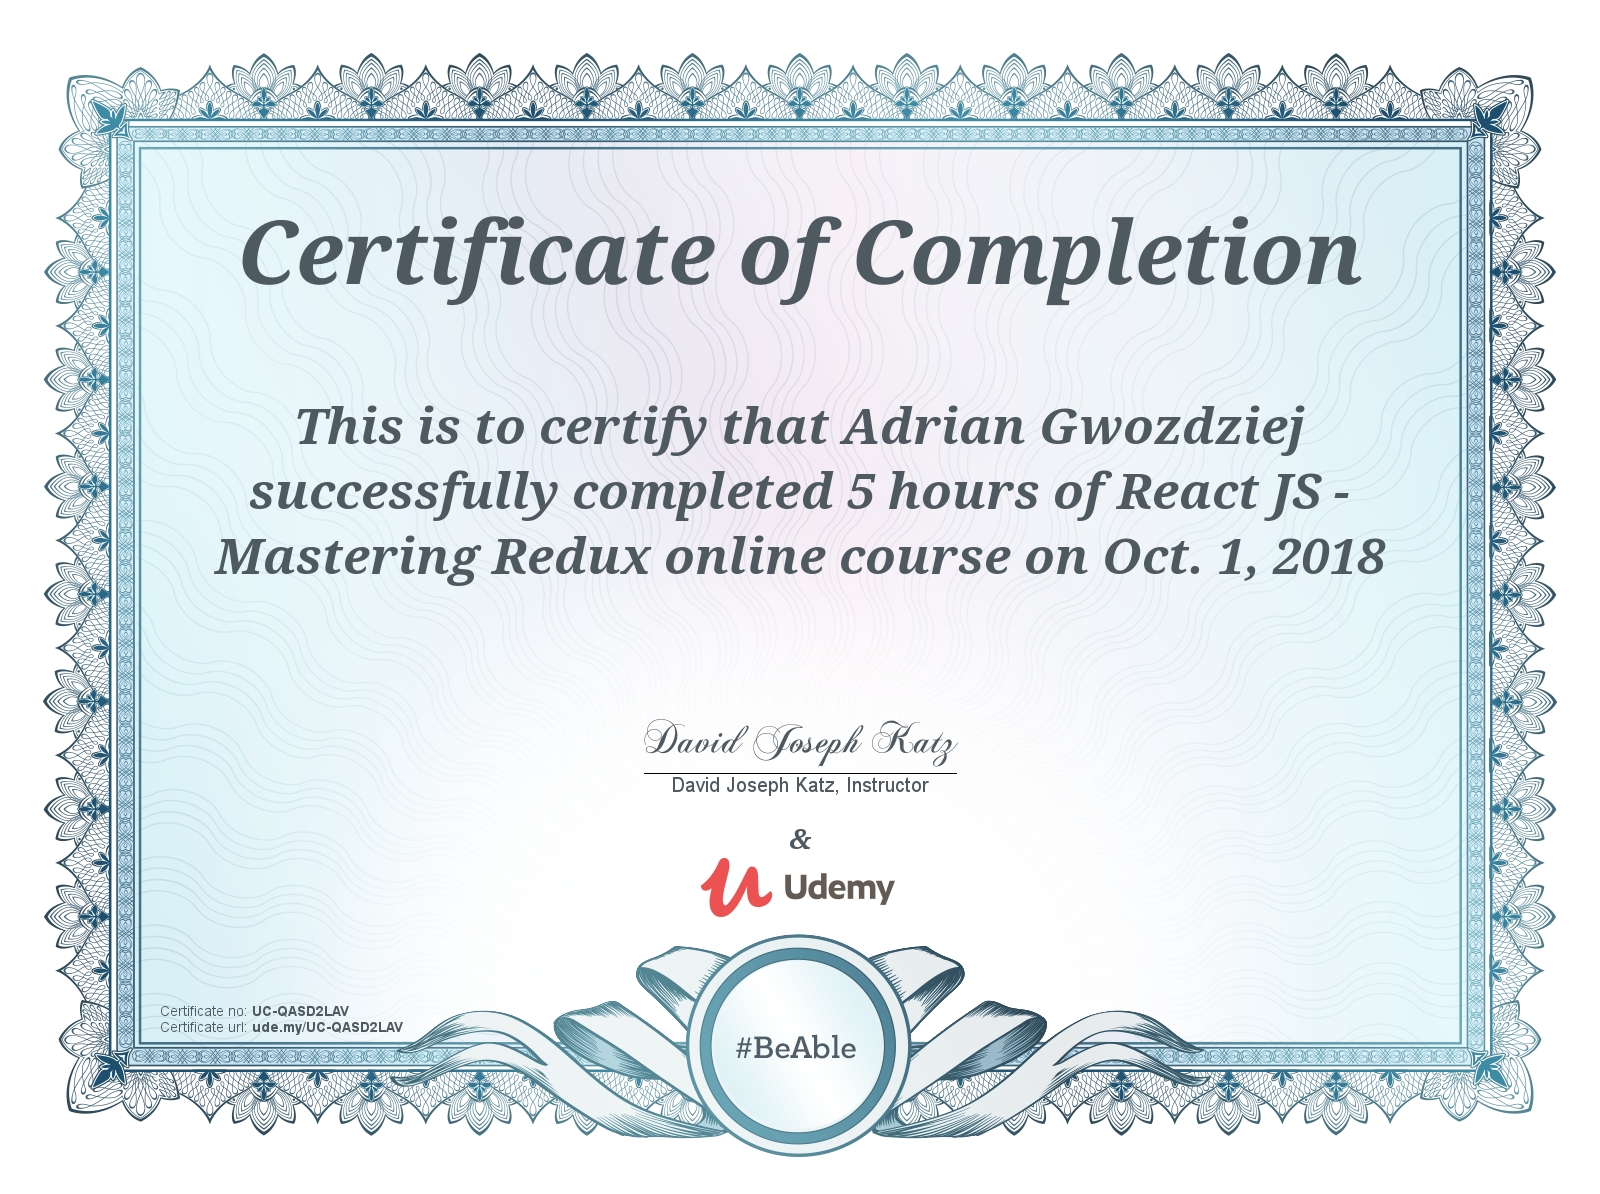 Certificate of Completion
This is to certify that Adrian Gwozdziej
successfully completed 5 hours of React JS -
Mastering Redux online course on Oct. 1, 2018
David Joseph Katz
David Joseph Katz, Instructor
&
Udemy
Certificate no: UC-QASD2LAV
Certificate url: ude.my/UC-QASD2LAV
#BeAble